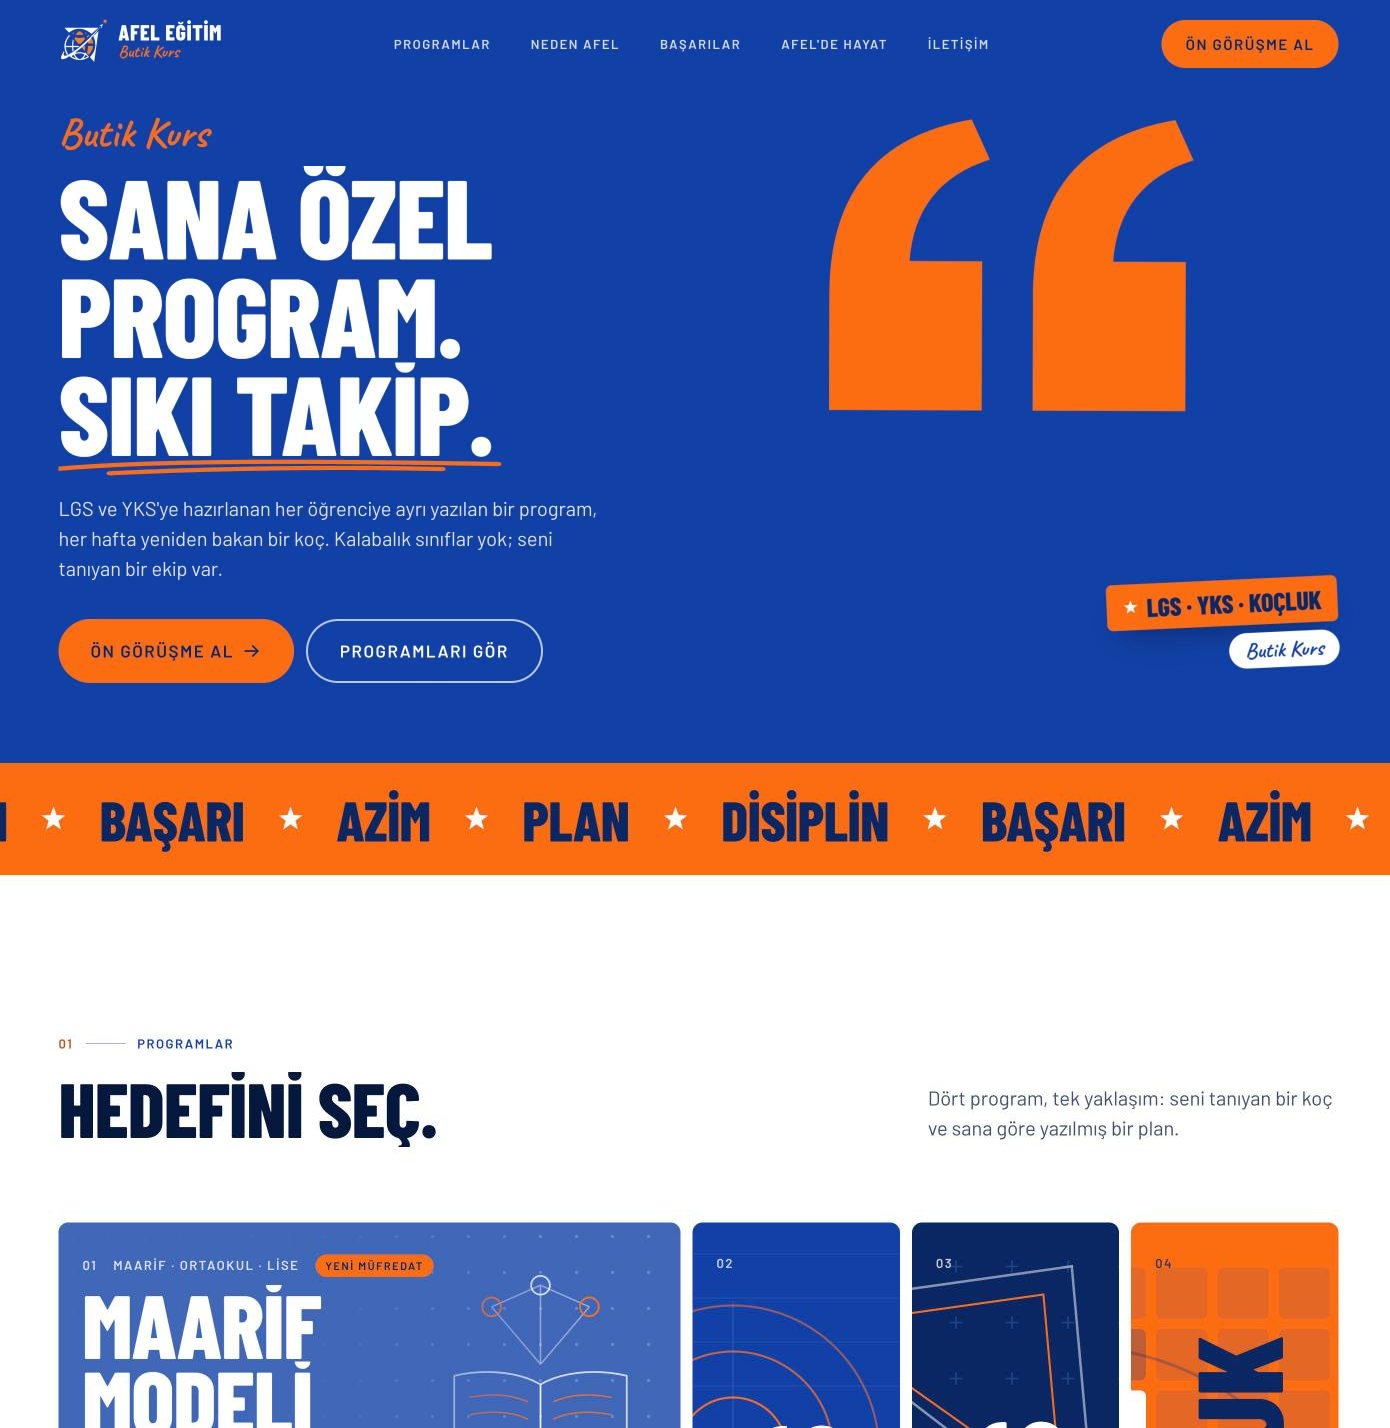 AFEL EĞİTİM
Butik Kurs
PROGRAMLAR
NEDEN AFEL
BAŞARILAR
AFEL'DE HAYAT
İLETİŞİM
ÖN GÖRÜŞME AL
Butik Kurs
SANA ÖZEL
PROGRAM.
SIKI TAKİP.
LGS ve YKS'ye hazırlanan her öğrenciye ayrı yazılan bir program,
her hafta yeniden bakan bir koç. Kalabalık sınıflar yok; seni
tanıyan bir ekip var.
ÖN GÖRÜŞME AL →
PROGRAMLARI GÖR
“
★ LGS · YKS · KOÇLUK
Butik Kurs
★ BAŞARI ★ AZİM ★ PLAN ★ DİSİPLİN ★ BAŞARI ★ AZİM ★
01 PROGRAMLAR
HEDEFİNİ SEÇ.
Dört program, tek yaklaşım: seni tanıyan bir koç
ve sana göre yazılmış bir plan.
01 MAARİF · ORTAOKUL · LİSE YENİ MÜFREDAT
MAARİF
MODELİ
02
03
04
UK